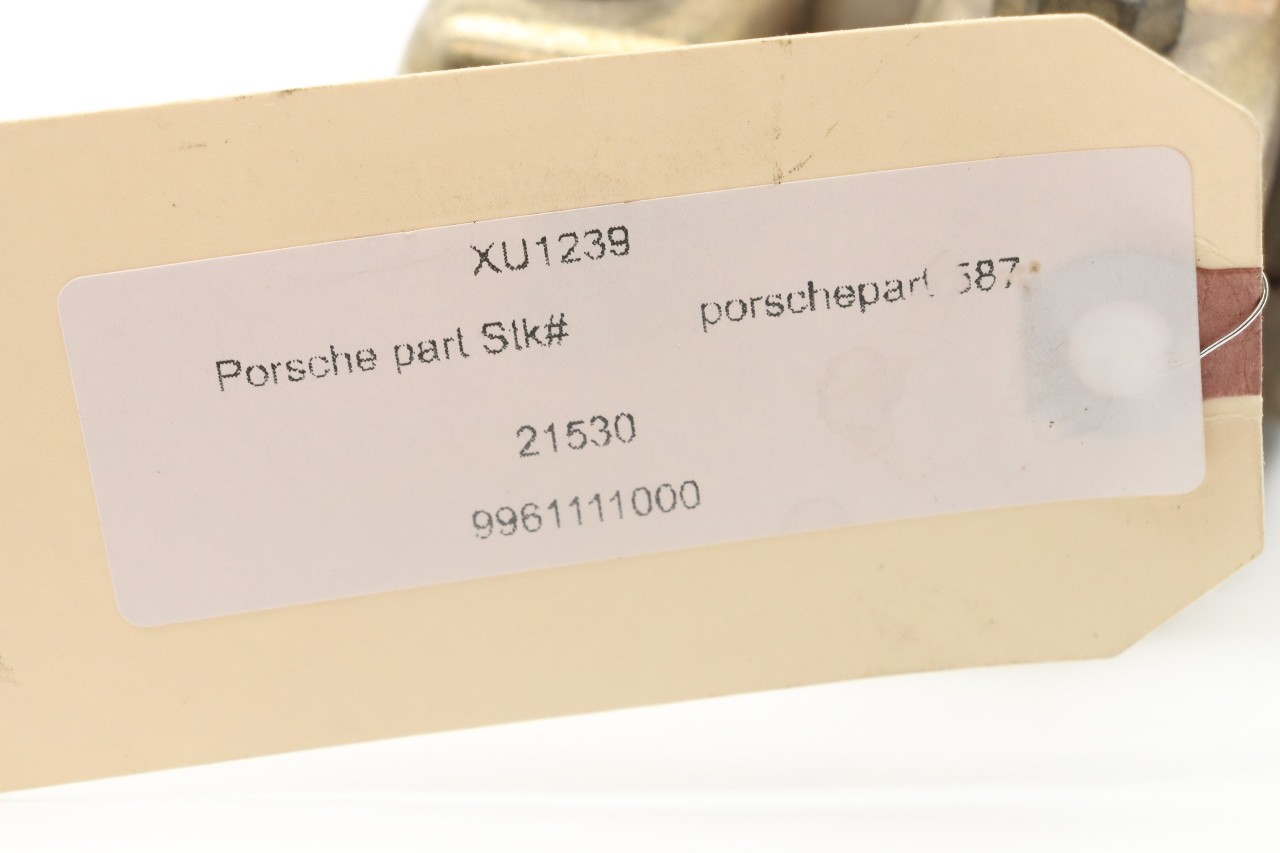 XU1239
Porsche part Stk# porschepart
21530
9961111000